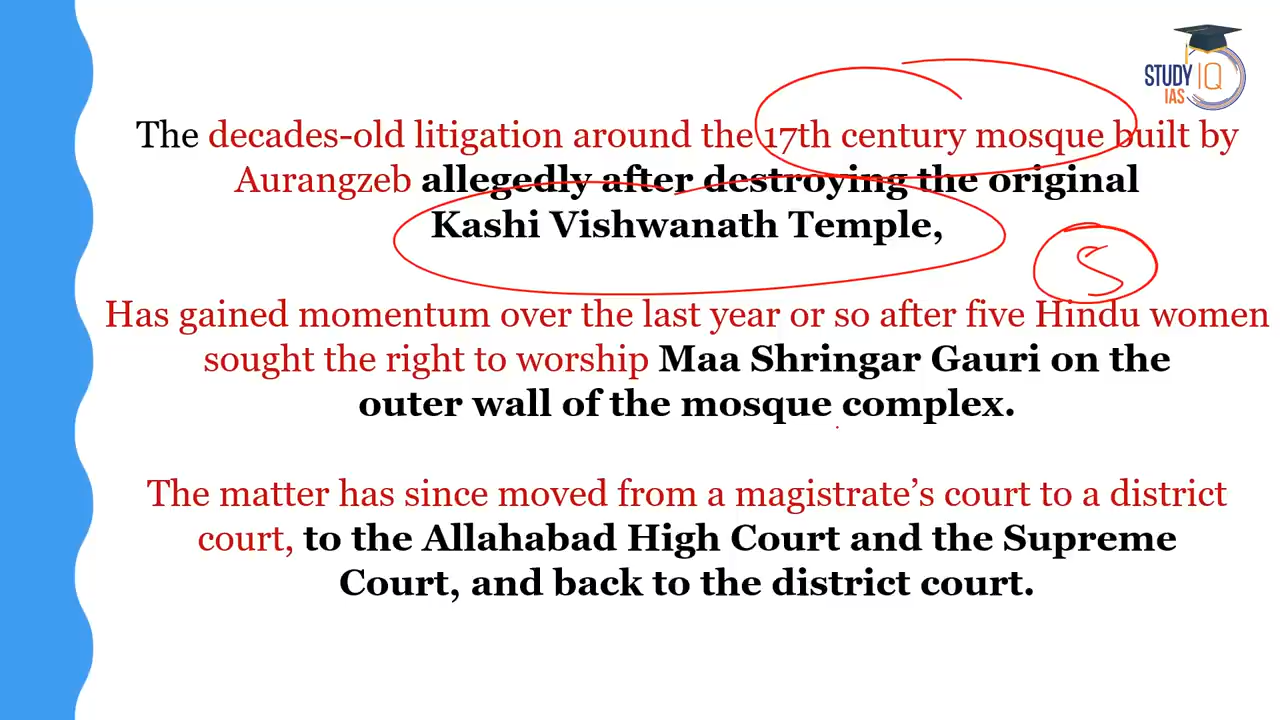 STUDY IQ
IAS
The decades-old litigation around the 17th century mosque built by
Aurangzeb allegedly after destroying the original
Kashi Vishwanath Temple,
5
Has gained momentum over the last year or so after five Hindu women
sought the right to worship Maa Shringar Gauri on the
outer wall of the mosque complex.
The matter has since moved from a magistrate’s court to a district
court, to the Allahabad High Court and the Supreme
Court, and back to the district court.